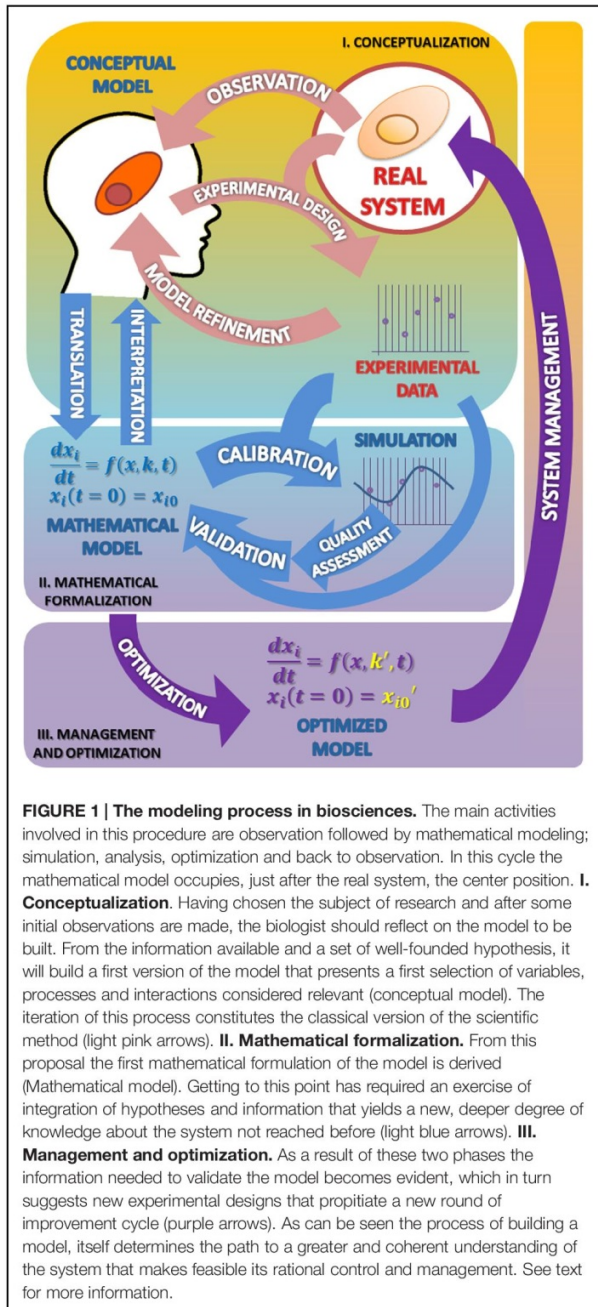 I. CONCEPTUALIZATION
CONCEPTUAL
MODEL
OBSERVATION
REAL
SYSTEM
EXPERIMENTAL DESIGN
MODEL REFINEMENT
TRANSLATION
INTERPRETATION
EXPERIMENTAL
DATA
SYSTEM MANAGEMENT
dx_i/dt = f(x, k, t)
x_i(t = 0) = x_{i0}
MATHEMATICAL
MODEL
CALIBRATION
SIMULATION
VALIDATION
QUALITY
ASSESSMENT
II. MATHEMATICAL
FORMALIZATION
OPTIMIZATION
dx_i/dt = f(x, k′, t)
x_i(t = 0) = x_{i0}′
OPTIMIZED
MODEL
III. MANAGEMENT
AND OPTIMIZATION
FIGURE 1 | The modeling process in biosciences. The main activities
involved in this procedure are observation followed by mathematical modeling;
simulation, analysis, optimization and back to observation. In this cycle the
mathematical model occupies, just after the real system, the center position. I.
Conceptualization. Having chosen the subject of research and after some
initial observations are made, the biologist should reflect on the model to be
built. From the information available and a set of well-founded hypothesis, it
will build a first version of the model that presents a first selection of variables,
processes and interactions considered relevant (conceptual model). The
iteration of this process constitutes the classical version of the scientific
method (light pink arrows). II. Mathematical formalization. From this
proposal the first mathematical formulation of the model is derived
(Mathematical model). Getting to this point has required an exercise of
integration of hypotheses and information that yields a new, deeper degree of
knowledge about the system not reached before (light blue arrows). III.
Management and optimization. As a result of these two phases the
information needed to validate the model becomes evident, which in turn
suggests new experimental designs that propitiate a new round of
improvement cycle (purple arrows). As can be seen the process of building a
model, itself determines the path to a greater and coherent understanding of
the system that makes feasible its rational control and management. See text
for more information.